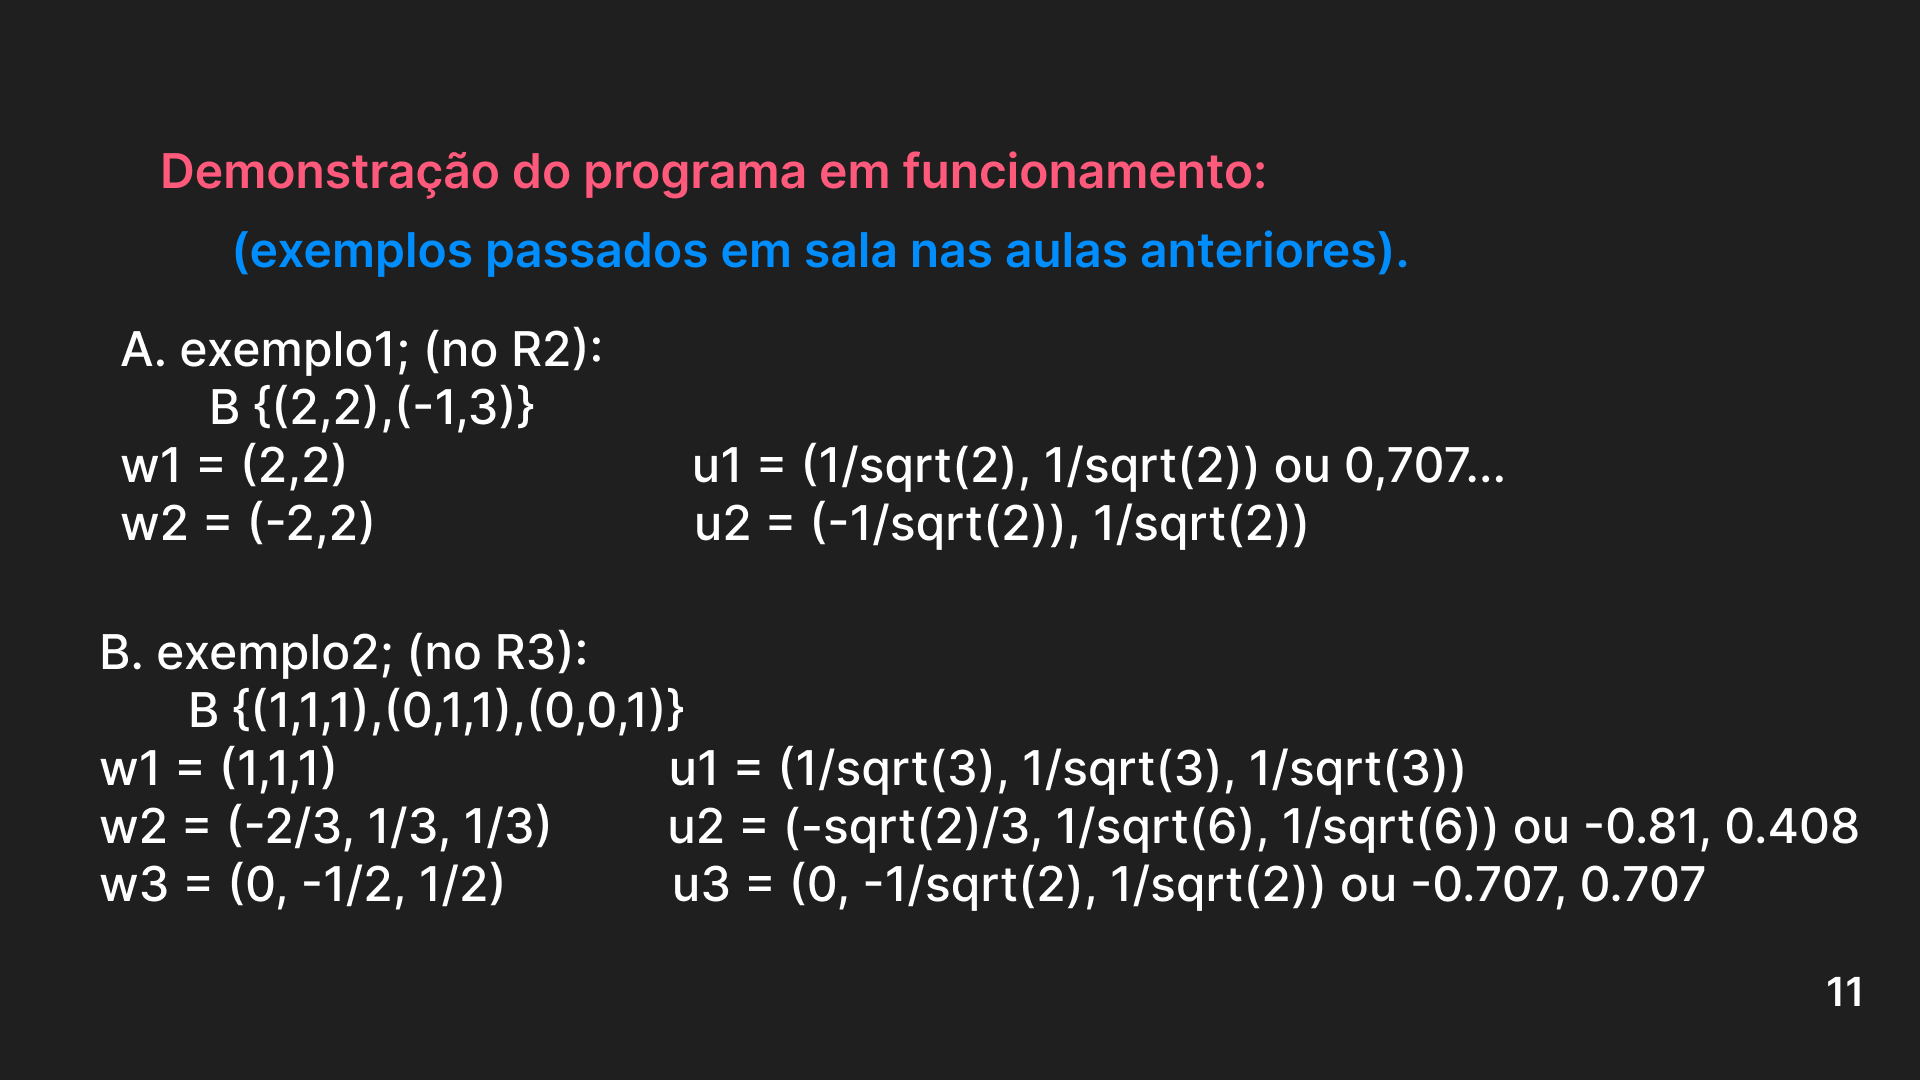 Demonstração do programa em funcionamento:
(exemplos passados em sala nas aulas anteriores).
A. exemplo1; (no R2):
B {(2,2),(-1,3)}
w1 = (2,2) u1 = (1/sqrt(2), 1/sqrt(2)) ou 0,707...
w2 = (-2,2) u2 = (-1/sqrt(2)), 1/sqrt(2))
B. exemplo2; (no R3):
B {(1,1,1),(0,1,1),(0,0,1)}
w1 = (1,1,1) u1 = (1/sqrt(3), 1/sqrt(3), 1/sqrt(3))
w2 = (-2/3, 1/3, 1/3) u2 = (-sqrt(2)/3, 1/sqrt(6), 1/sqrt(6)) ou -0.81, 0.408
w3 = (0, -1/2, 1/2) u3 = (0, -1/sqrt(2), 1/sqrt(2)) ou -0.707, 0.707
11